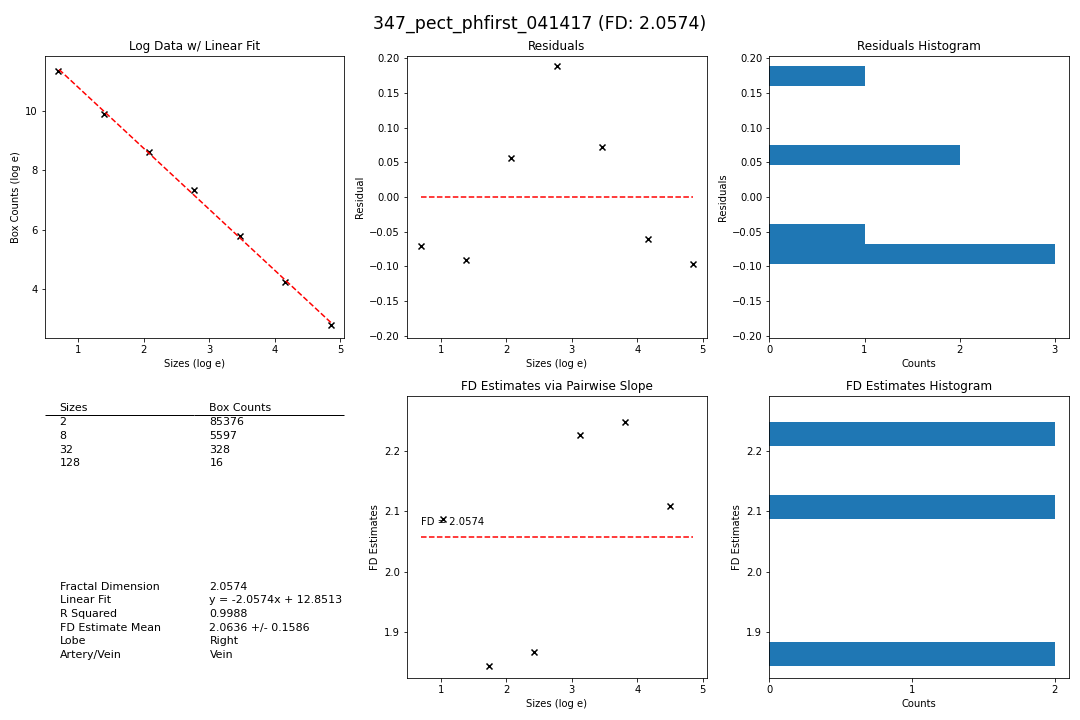 347_pect_phfirst_041417 (FD: 2.0574)
Log Data w/ Linear Fit
Box Counts (log e)
10
8
6
4
1 2 3 4 5
Sizes (log e)
Residuals
Residual
0.20
0.15
0.10
0.05
0.00
−0.05
−0.10
−0.15
−0.20
1 2 3 4 5
Sizes (log e)
Residuals Histogram
Residuals
0.20
0.15
0.10
0.05
0.00
−0.05
−0.10
−0.15
−0.20
0 1 2 3
Counts
Sizes Box Counts
2 85376
8 5597
32 328
128 16
Fractal Dimension 2.0574
Linear Fit y = -2.0574x + 12.8513
R Squared 0.9988
FD Estimate Mean 2.0636 +/- 0.1586
Lobe Right
Artery/Vein Vein
FD Estimates via Pairwise Slope
FD Estimates
2.2
2.1
2.0
1.9
FD = 2.0574
1 2 3 4 5
Sizes (log e)
FD Estimates Histogram
FD Estimates
2.2
2.1
2.0
1.9
0 1 2
Counts